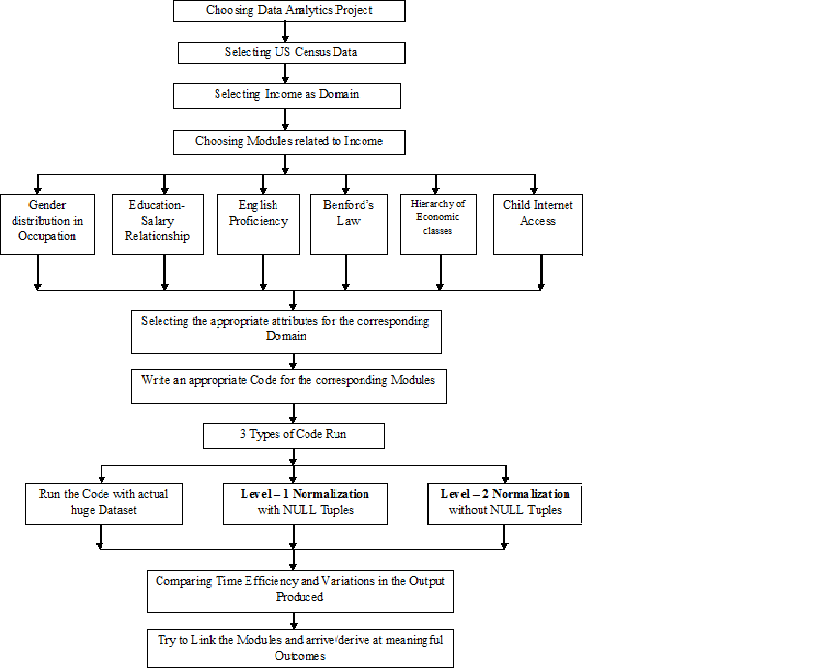 Choosing Data Analytics Project
Selecting US Census Data
Selecting Income as Domain
Choosing Modules related to Income
Gender
distribution in
Occupation
Education-
Salary
Relationship
English
Proficiency
Benford's
Law
Hierarchy of
Economic
classes
Child Internet
Access
Selecting the appropriate attributes for the corresponding
Domain
Write an appropriate Code for the corresponding Modules
3 Types of Code Run
Run the Code with actual
huge Dataset
Level – 1 Normalization
with NULL Tuples
Level – 2 Normalization
without NULL Tuples
Comparing Time Efficiency and Variations in the Output
Produced
Try to Link the Modules and arrive/derive at meaningful
Outcomes